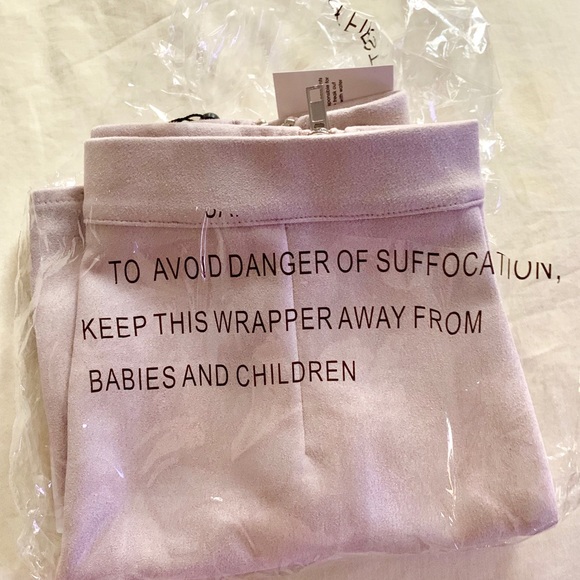 TO AVOID DANGER OF SUFFOCATION,
KEEP THIS WRAPPER AWAY FROM
BABIES AND CHILDREN